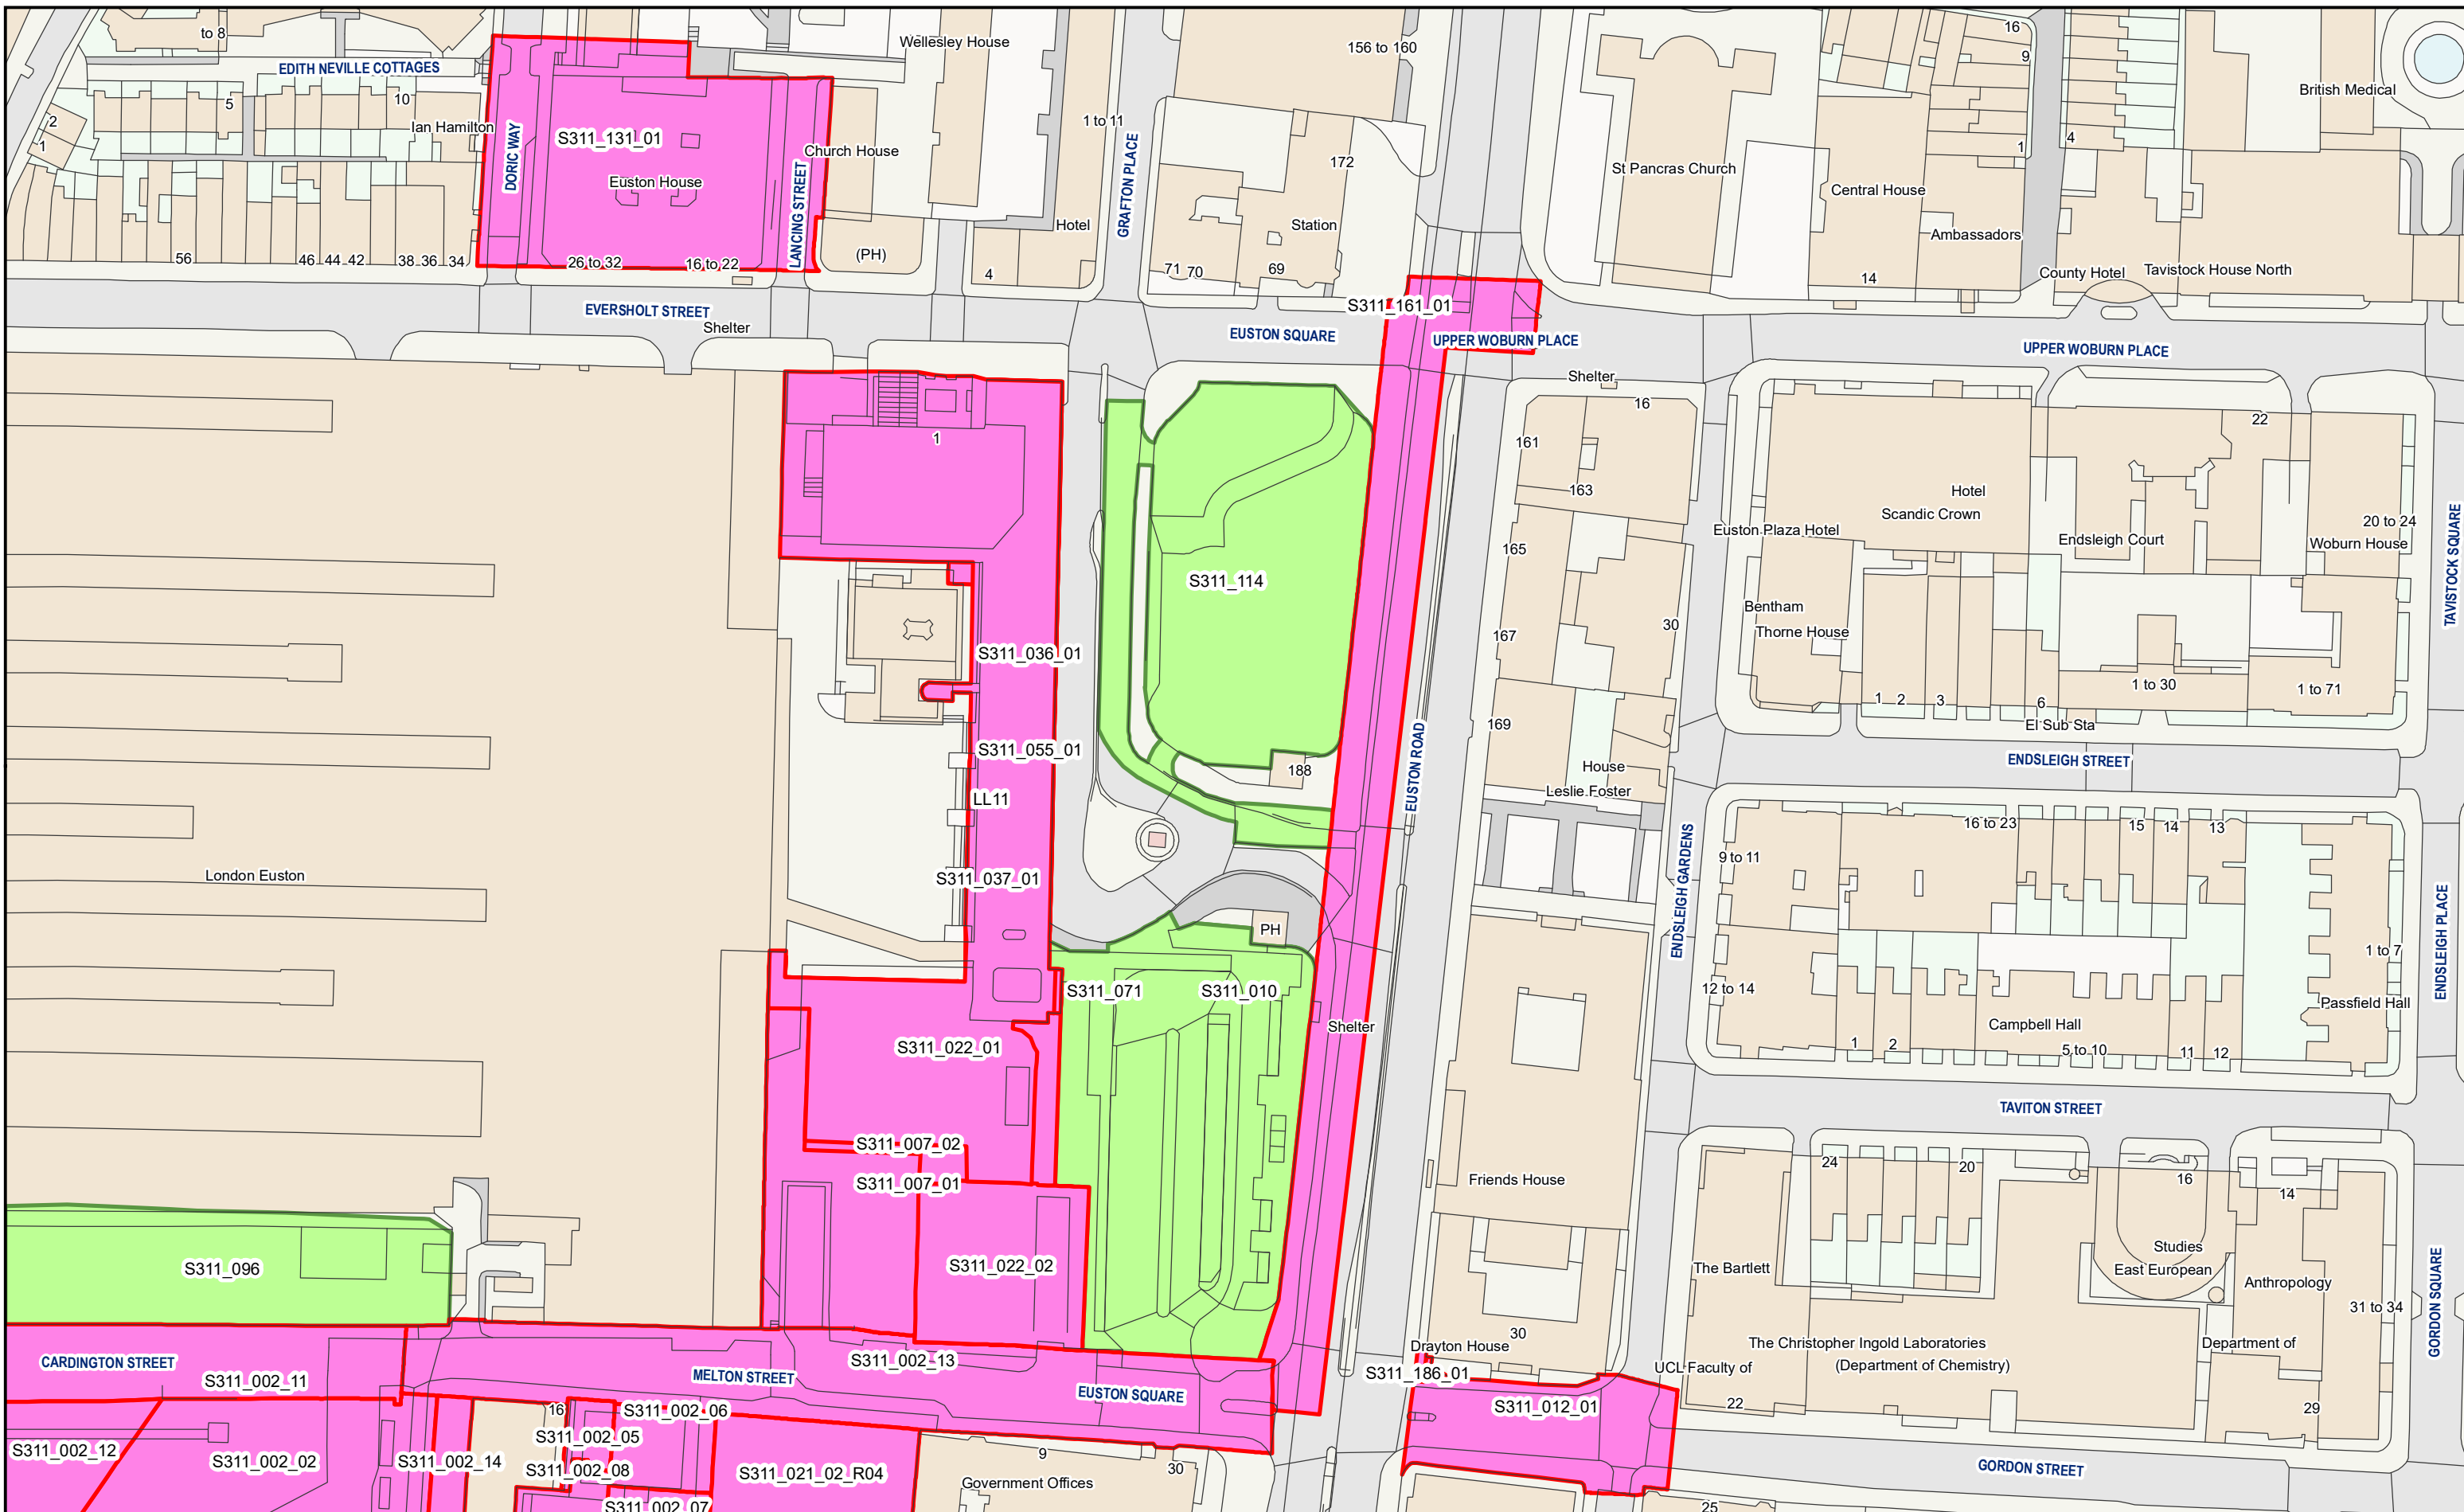 to 8
EDITH NEVILLE COTTAGES
5
10
2
1
Ian Hamilton
56
46
44
42
38
36
34
DORIC WAY
S311_131_01
Euston House
26 to 32
16 to 22
LANCING STREET
Wellesley House
Church House
(PH)
Hotel
4
1 to 11
GRAFTON PLACE
156 to 160
172
Station
71
70
69
St Pancras Church
Central House
Ambassadors
14
16
9
1
4
British Medical
County Hotel
Tavistock House North
EVERSHOLT STREET
Shelter
EUSTON SQUARE
S311_161_01
UPPER WOBURN PLACE
UPPER WOBURN PLACE
Shelter
16
161
163
165
167
169
30
1
S311_114
S311_036_01
S311_055_01
LL11
S311_037_01
188
EUSTON ROAD
House
Leslie Foster
Hotel
Scandic Crown
Euston Plaza Hotel
Bentham
Thorne House
Endsleigh Court
22
20 to 24
Woburn House
TAVISTOCK SQUARE
1
2
3
6
1 to 30
1 to 71
El Sub Sta
ENDSLEIGH STREET
ENDSLEIGH GARDENS
9 to 11
16 to 23
15
14
13
12 to 14
1
2
Campbell Hall
5 to 10
11
12
1 to 7
Passfield Hall
ENDSLEIGH PLACE
London Euston
PH
S311_071
S311_010
Shelter
S311_022_01
S311_007_02
S311_007_01
S311_022_02
Friends House
TAVITON STREET
24
20
16
14
The Bartlett
Studies
East European
Anthropology
31 to 34
GORDON SQUARE
S311_096
CARDINGTON STREET
S311_002_11
MELTON STREET
S311_002_13
EUSTON SQUARE
Drayton House
30
S311_186_01
S311_012_01
UCL Faculty of
22
The Christopher Ingold Laboratories
(Department of Chemistry)
Department of
29
S311_002_12
S311_002_02
S311_002_14
16
S311_002_06
S311_002_05
S311_002_08
S311_002_07
S311_021_02_R04
9
Government Offices
30
GORDON STREET
25